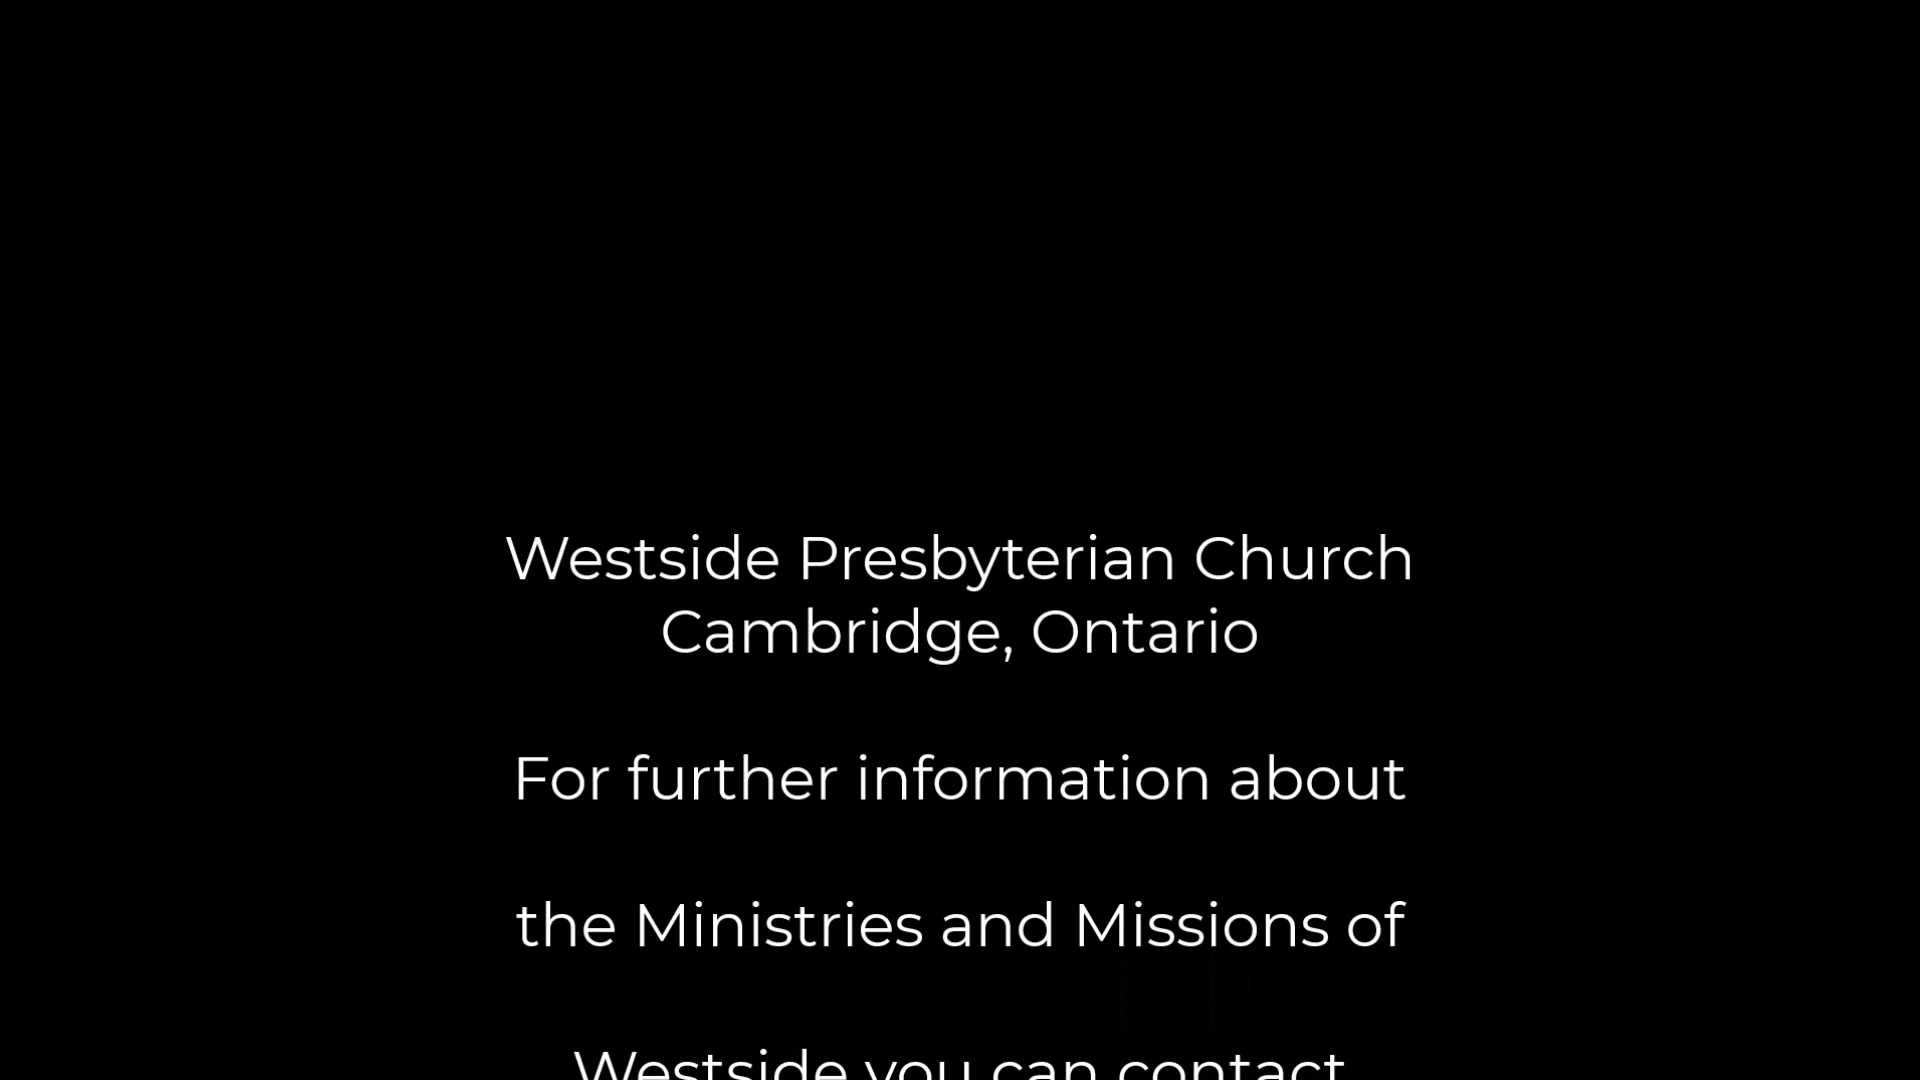 Westside Presbyterian Church
Cambridge, Ontario
For further information about
the Ministries and Missions of
Westside you can contact